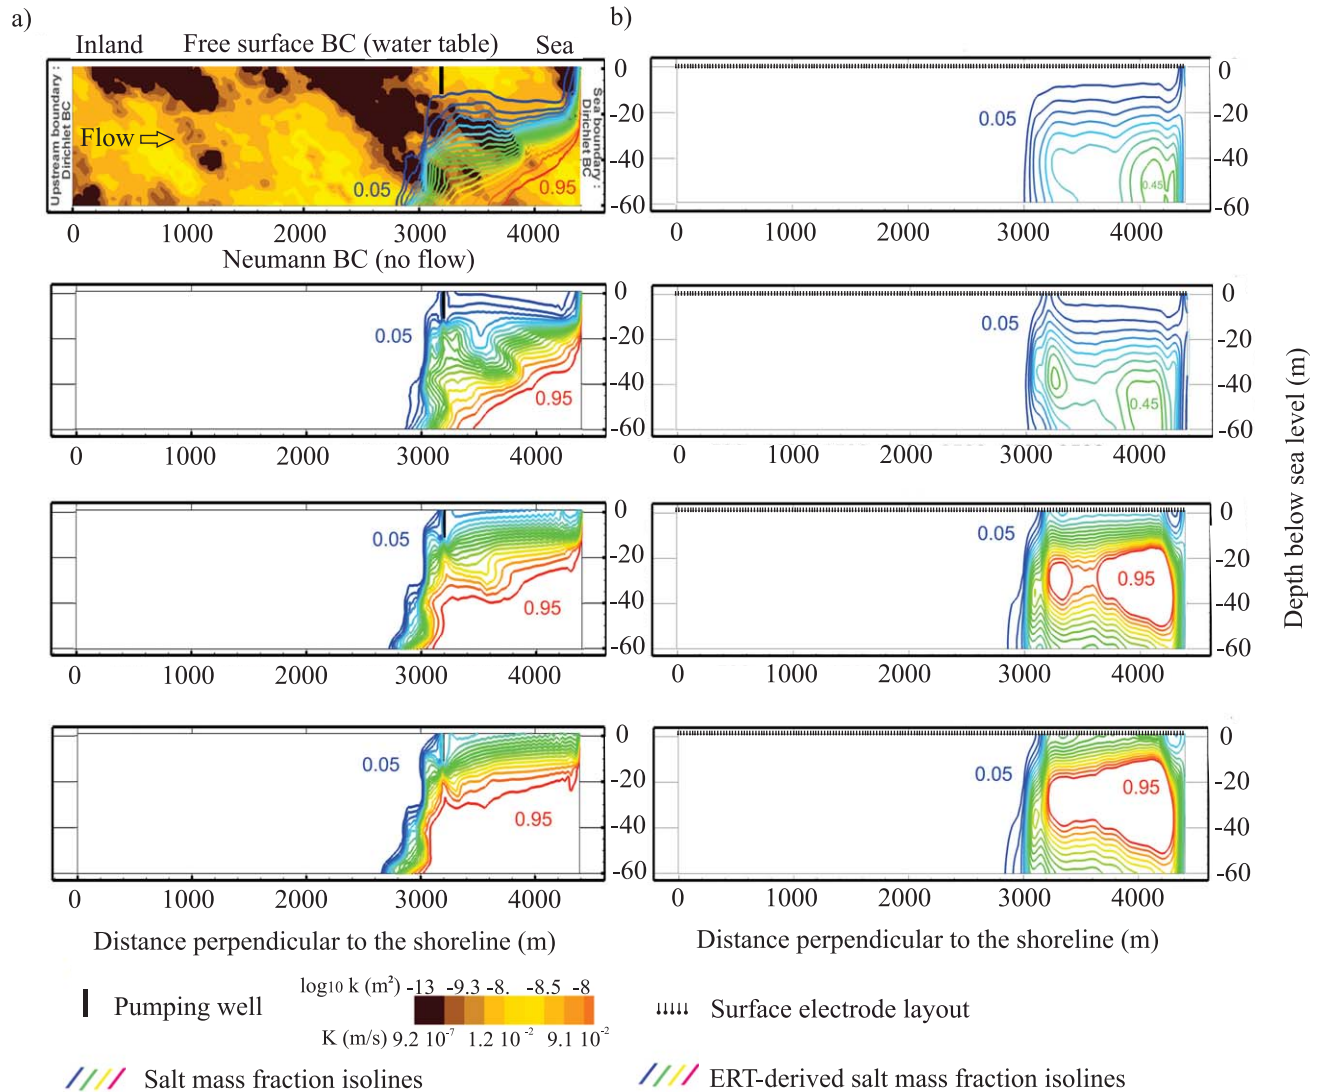 a)
b)
Inland Free surface BC (water table) Sea
Upstream boundary :
Dirichlet BC
Flow
0.05
0.95
Sea boundary :
Dirichlet BC
0
-20
-40
-60
0 1000 2000 3000 4000
Neumann BC (no flow)
0.05
0.45
0
-20
-40
-60
0 1000 2000 3000 4000
0.05
0.95
0
-20
-40
-60
0 1000 2000 3000 4000
0.05
0.45
0
-20
-40
-60
0 1000 2000 3000 4000
0.05
0.95
0
-20
-40
-60
0 1000 2000 3000 4000
0.05
0.95
0
-20
-40
-60
0 1000 2000 3000 4000
0.05
0.95
0
-20
-40
-60
0 1000 2000 3000 4000
0.05
0.95
0
-20
-40
-60
0 1000 2000 3000 4000
Depth below sea level (m)
Distance perpendicular to the shoreline (m)
Distance perpendicular to the shoreline (m)
Pumping well
log10 k (m²) -13 -9.3 -8. -8.5 -8
K (m/s) 9.2 10⁻⁷ 1.2 10⁻² 9.1 10⁻²
Surface electrode layout
Salt mass fraction isolines
ERT-derived salt mass fraction isolines